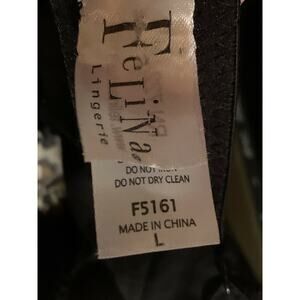 FeLiNa
Lingerie
DO NOT IRON
DO NOT DRY CLEAN
F5161
MADE IN CHINA
L